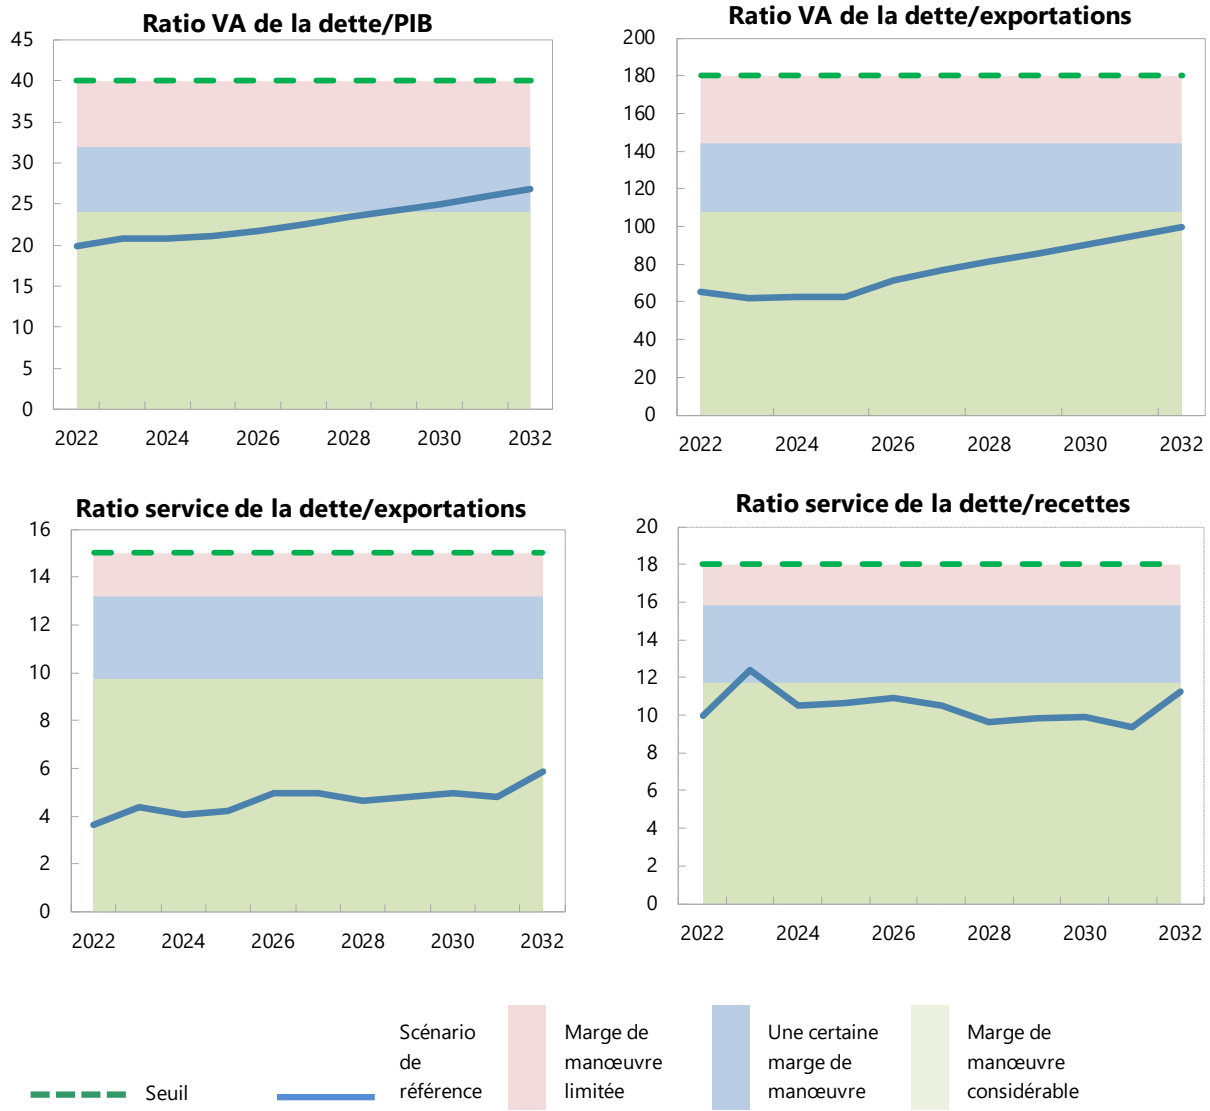 Ratio VA de la dette/PIB
45
40
35
30
25
20
15
10
5
0
2022 2024 2026 2028 2030 2032
Ratio VA de la dette/exportations
200
180
160
140
120
100
80
60
40
20
0
2022 2024 2026 2028 2030 2032
Ratio service de la dette/exportations
16
14
12
10
8
6
4
2
0
2022 2024 2026 2028 2030 2032
Ratio service de la dette/recettes
20
18
16
14
12
10
8
6
4
2
0
2022 2024 2026 2028 2030 2032
Seuil
Scénario
de
référence
Marge de
manœuvre
limitée
Une certaine
marge de
manœuvre
Marge de
manœuvre
considérable